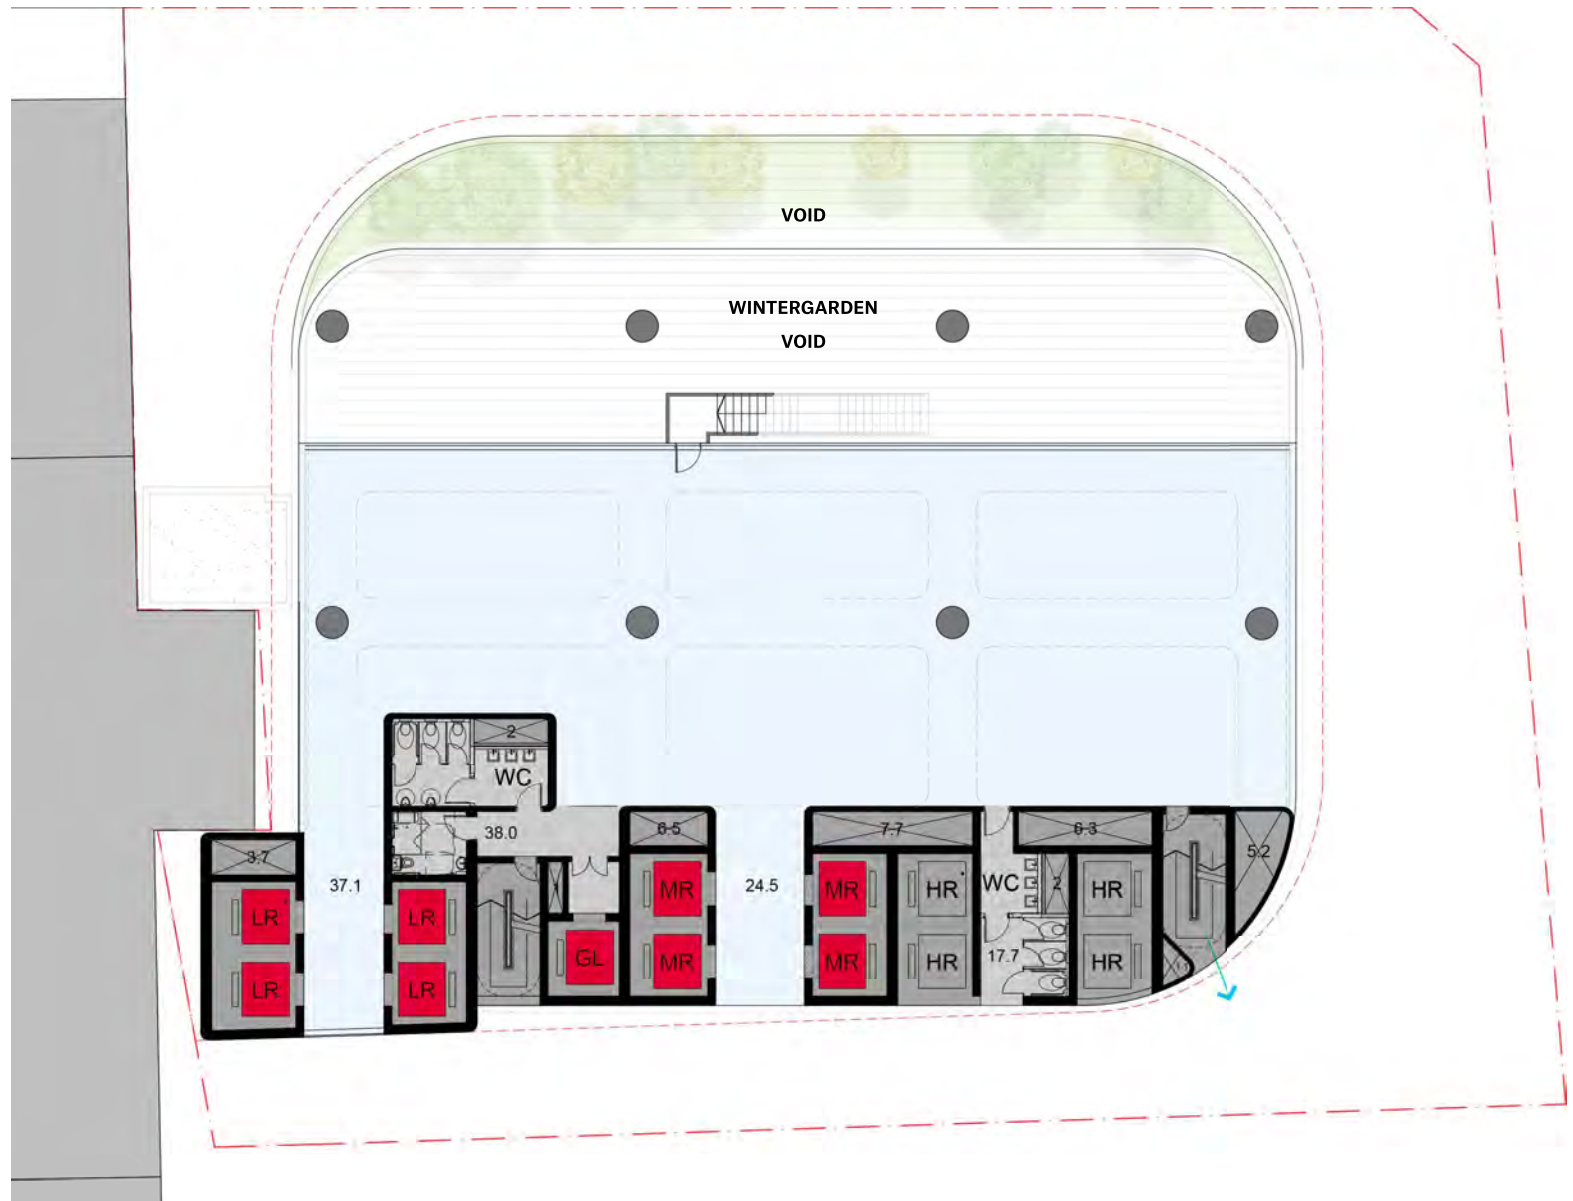 VOID
WINTERGARDEN
VOID
2
WC
38.0
6.5
7.7
6.3
5.2
3.7
37.1
24.5
LR
LR
LR
LR
GL
MR
MR
MR
MR
HR
HR
WC
2
17.7
HR
HR